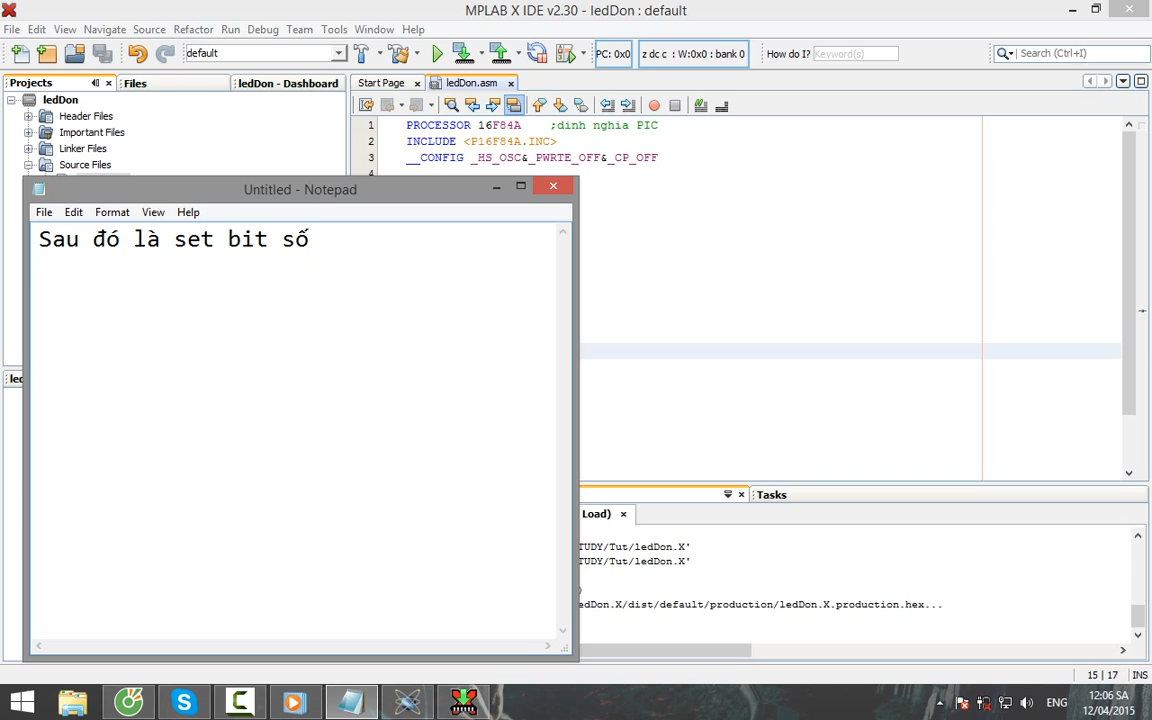 MPLAB X IDE v2.30 - ledDon : default
File Edit View Navigate Source Refactor Run Debug Team Tools Window Help
default PC: 0x0 z dc c : W:0x0 : bank 0 How do I? (Keyword(s)) Search (Ctrl+I)
Projects Files ledDon - Dashboard Start Page ledDon.asm
ledDon
Header Files
Important Files
Linker Files
Source Files
1 PROCESSOR 16F84A ;dinh nghia PIC
2 INCLUDE <P16F84A.INC>
3 __CONFIG _HS_OSC&_PWRTE_OFF&_CP_OFF
4
Untitled - Notepad
File Edit Format View Help
Sau đó là set bit số
Tasks
Load)
TUDY/Tut/ledDon.X'
TUDY/Tut/ledDon.X'
)
edDon.X/dist/default/production/ledDon.X.production.hex...
15 | 17 INS
ENG 12:06 SA
12/04/2015